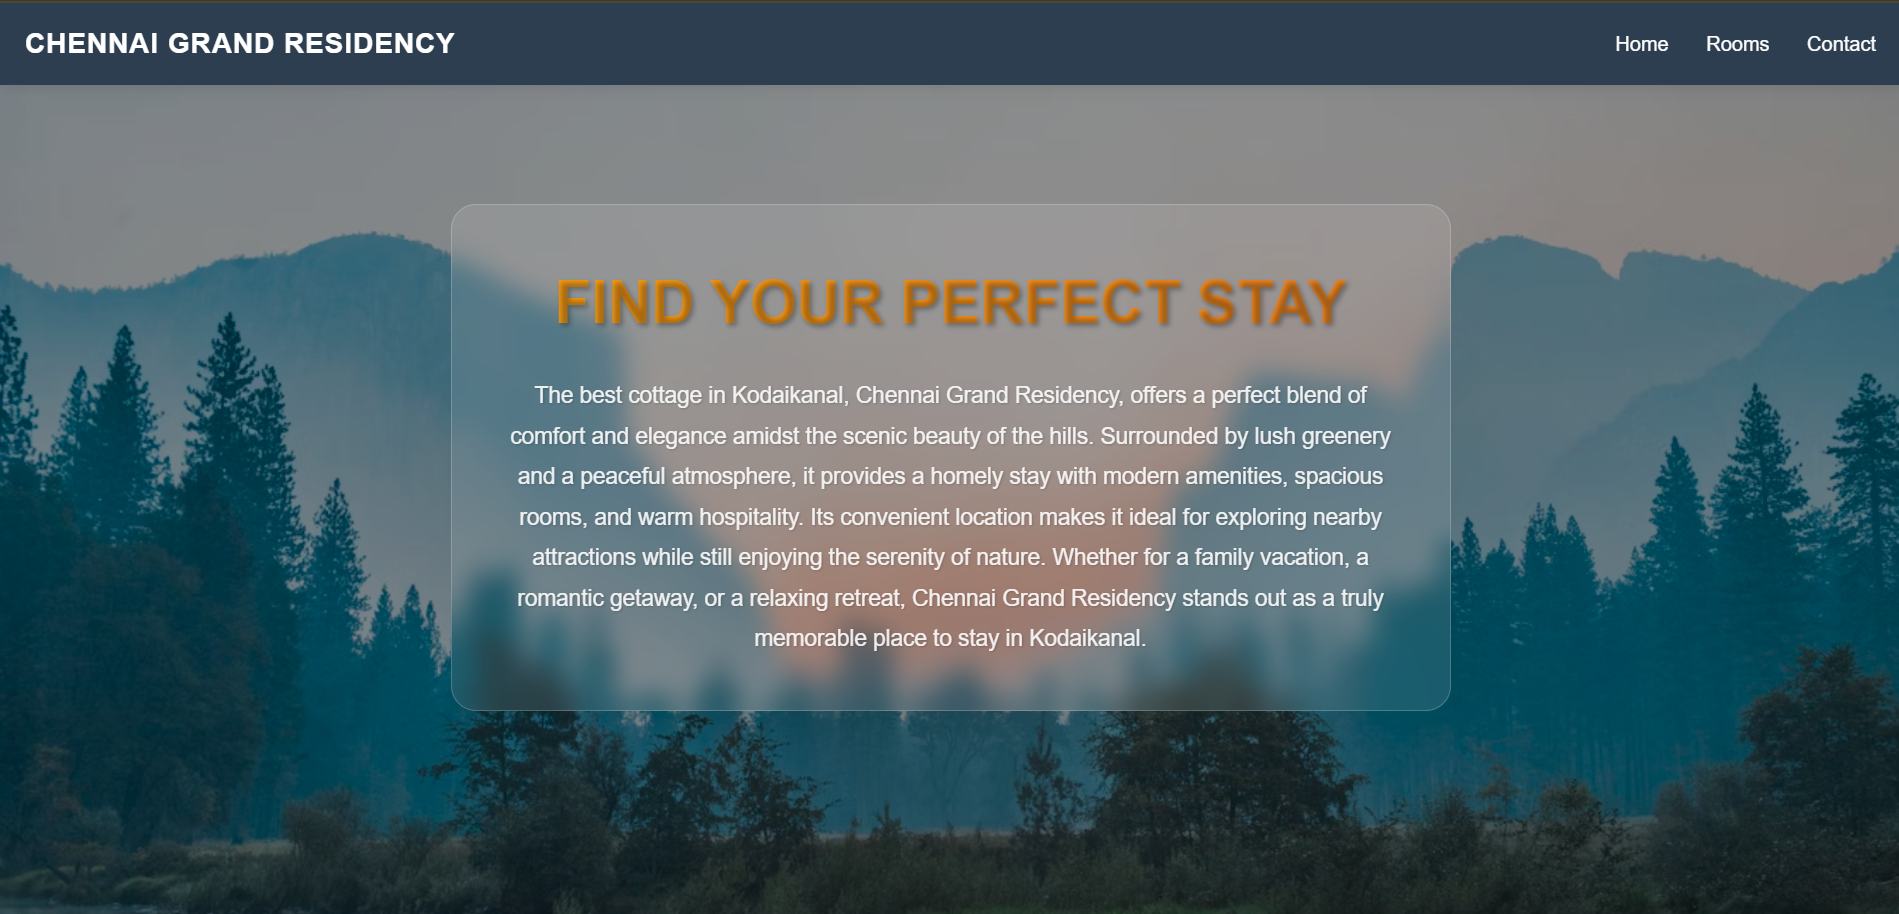 CHENNAI GRAND RESIDENCY
Home Rooms Contact
FIND YOUR PERFECT STAY
The best cottage in Kodaikanal, Chennai Grand Residency, offers a perfect blend of
comfort and elegance amidst the scenic beauty of the hills. Surrounded by lush greenery
and a peaceful atmosphere, it provides a homely stay with modern amenities, spacious
rooms, and warm hospitality. Its convenient location makes it ideal for exploring nearby
attractions while still enjoying the serenity of nature. Whether for a family vacation, a
romantic getaway, or a relaxing retreat, Chennai Grand Residency stands out as a truly
memorable place to stay in Kodaikanal.